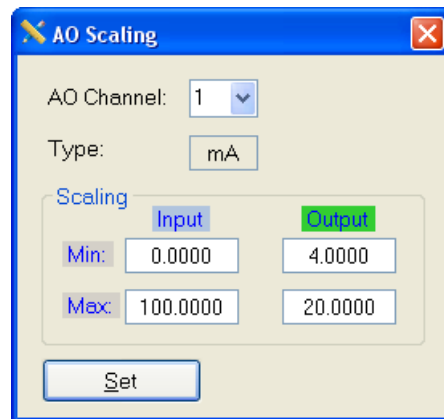 AO Scaling
AO Channel: 1
Type: mA
Scaling
Input Output
Min: 0.0000 4.0000
Max: 100.0000 20.0000
Set